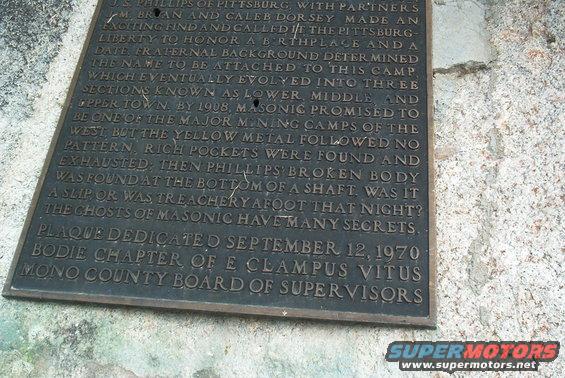 J. S. PHILLIPS OF PITTSBURG, WITH PARTNERS
M. BRYAN AND CALEB DORSEY MADE AN
EXCITING FIND AND CALLED IT THE PITTSBURG-
LIBERTY TO HONOR A BIRTHPLACE AND A
DATE. FRATERNAL BACKGROUND DETERMINED
THE NAME TO BE ATTACHED TO THIS CAMP,
WHICH EVENTUALLY EVOLVED INTO THREE
SECTIONS KNOWN AS LOWER, MIDDLE, AND
UPPER TOWN. BY 1908, MASONIC PROMISED TO
BE ONE OF THE MAJOR MINING CAMPS OF THE
WEST, BUT THE YELLOW METAL FOLLOWED NO
PATTERN. RICH POCKETS WERE FOUND AND
EXHAUSTED; THEN PHILLIPS' BROKEN BODY
WAS FOUND AT THE BOTTOM OF A SHAFT. WAS IT
A SLIP OR WAS TREACHERY AFOOT THAT NIGHT?
THE GHOSTS OF MASONIC HAVE MANY SECRETS.
PLAQUE DEDICATED SEPTEMBER 12, 1970
BODIE CHAPTER OF E CLAMPUS VITUS
MONO COUNTY BOARD OF SUPERVISORS
SUPERMOTORS
www.supermotors.net